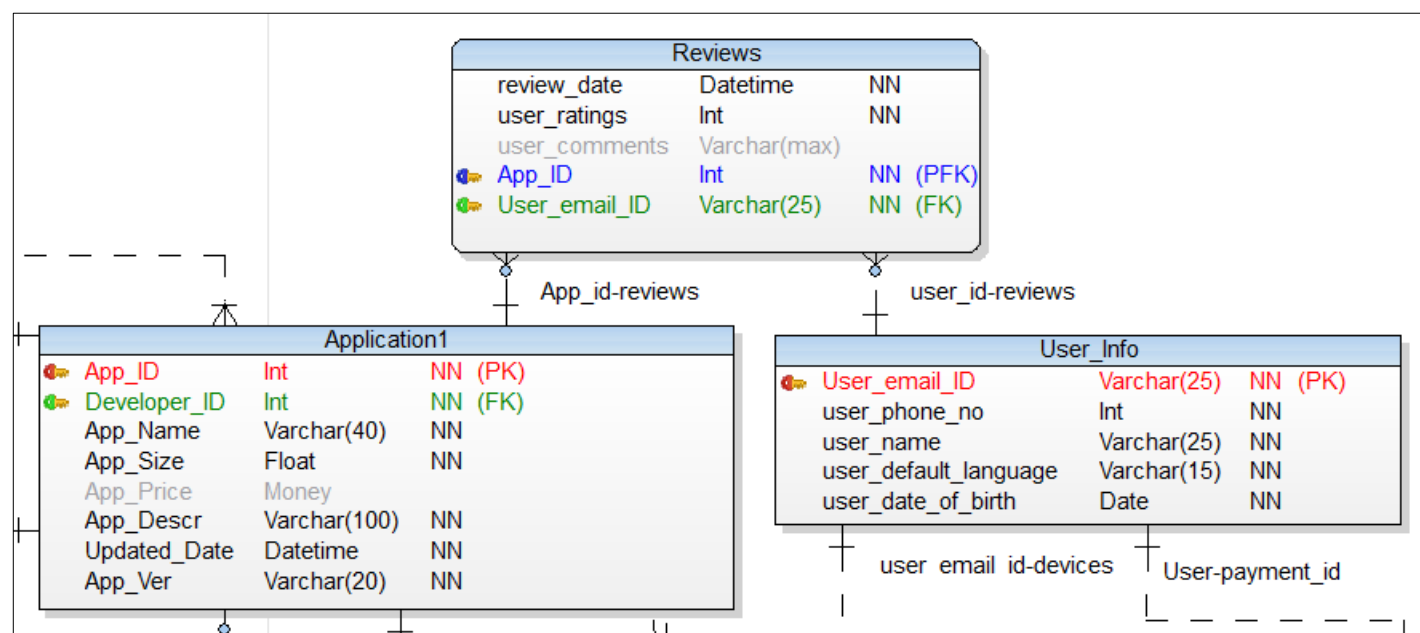 Reviews
review_date Datetime NN
user_ratings Int NN
user_comments Varchar(max)
App_ID Int NN (PFK)
User_email_ID Varchar(25) NN (FK)
App_id-reviews
user_id-reviews
Application1
App_ID Int NN (PK)
Developer_ID Int NN (FK)
App_Name Varchar(40) NN
App_Size Float NN
App_Price Money
App_Descr Varchar(100) NN
Updated_Date Datetime NN
App_Ver Varchar(20) NN
User_Info
User_email_ID Varchar(25) NN (PK)
user_phone_no Int NN
user_name Varchar(25) NN
user_default_language Varchar(15) NN
user_date_of_birth Date NN
user email id-devices
User-payment_id